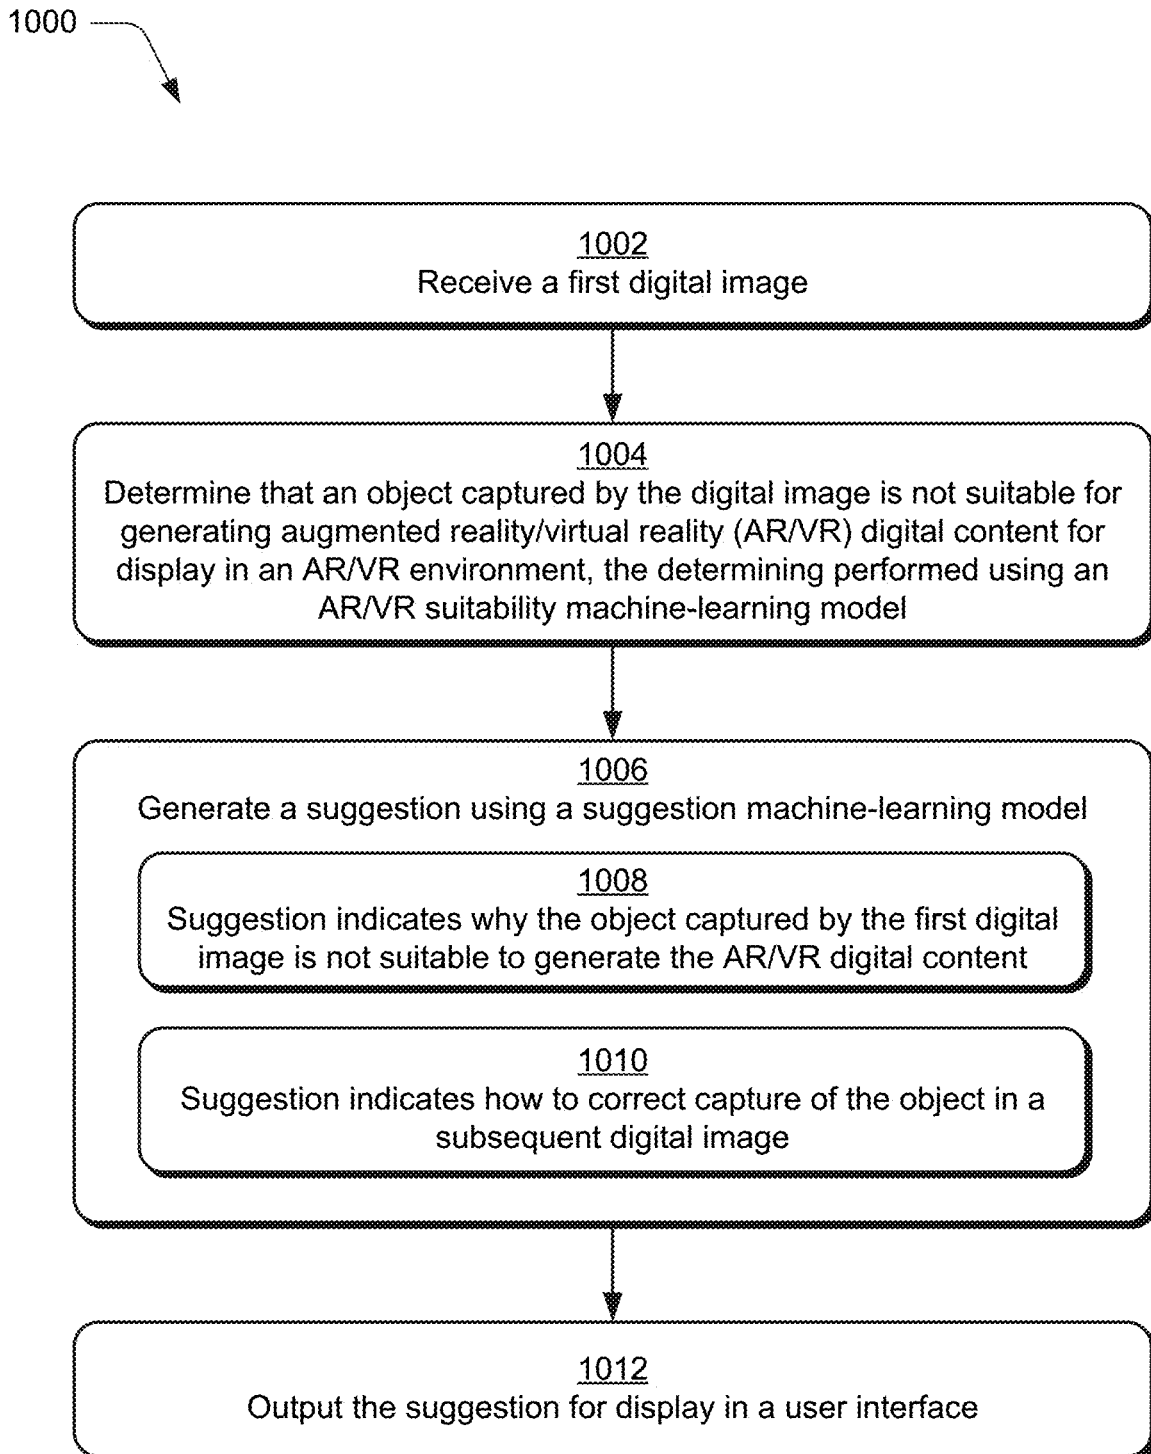 1000
1002
Receive a first digital image
1004
Determine that an object captured by the digital image is not suitable for
generating augmented reality/virtual reality (AR/VR) digital content for
display in an AR/VR environment, the determining performed using an
AR/VR suitability machine-learning model
1006
Generate a suggestion using a suggestion machine-learning model
1008
Suggestion indicates why the object captured by the first digital
image is not suitable to generate the AR/VR digital content
1010
Suggestion indicates how to correct capture of the object in a
subsequent digital image
1012
Output the suggestion for display in a user interface